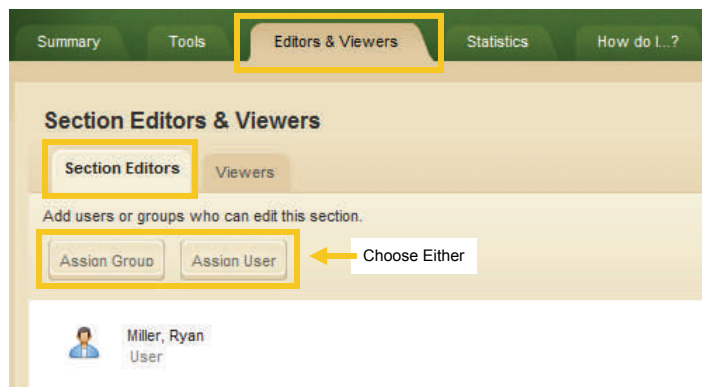 Summary Tools Editors & Viewers Statistics How do I...?
Section Editors & Viewers
Section Editors Viewers
Add users or groups who can edit this section.
Assign Group Assign User Choose Either
Miller, Ryan
User